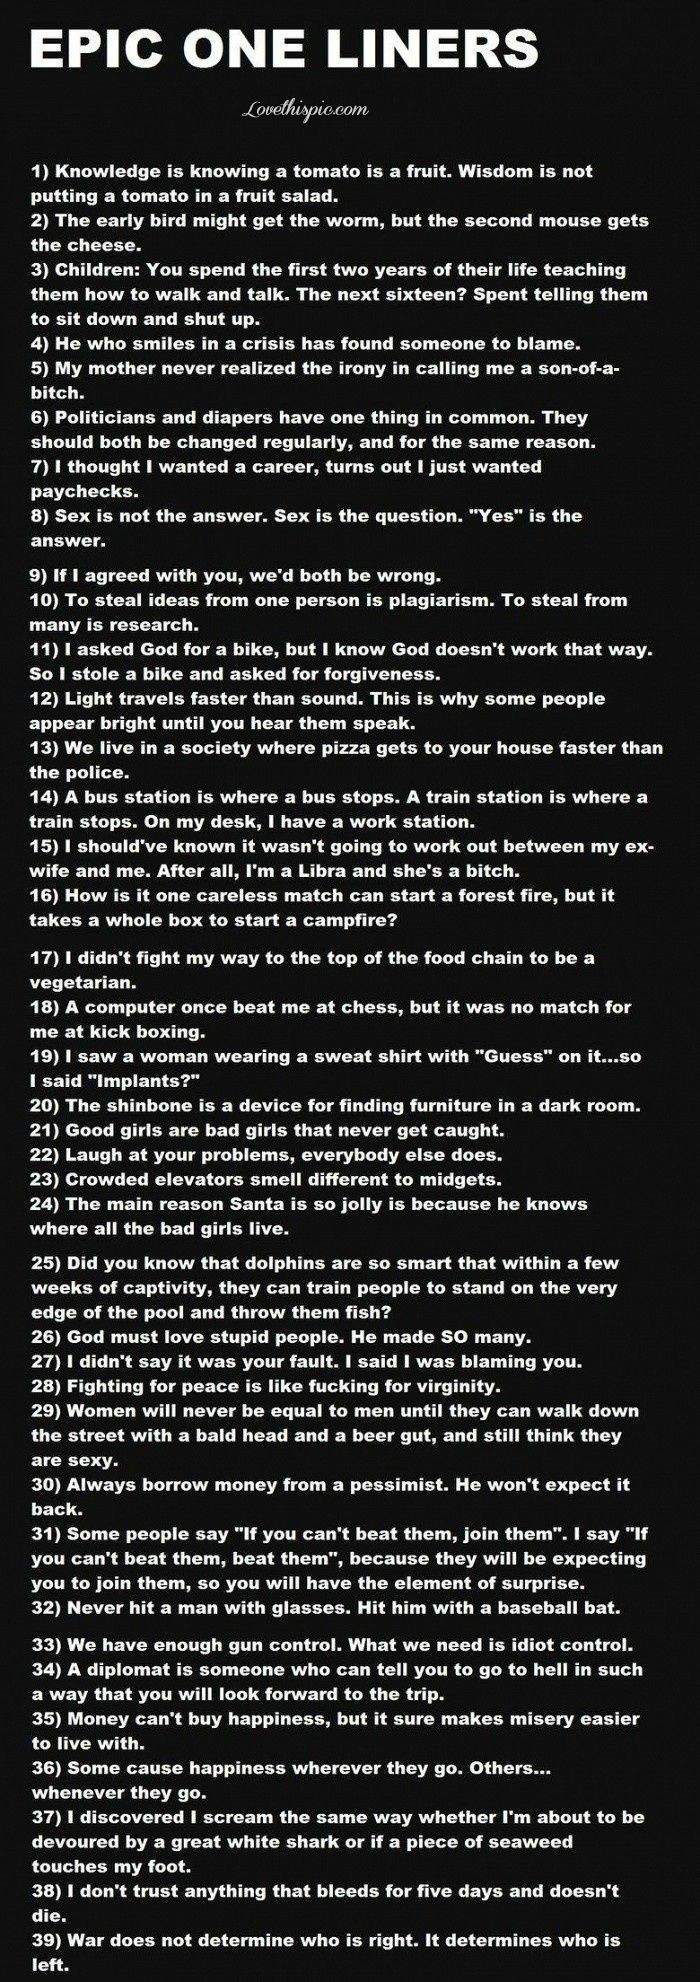 EPIC ONE LINERS
Lovethispic.com
1) Knowledge is knowing a tomato is a fruit. Wisdom is not
putting a tomato in a fruit salad.
2) The early bird might get the worm, but the second mouse gets
the cheese.
3) Children: You spend the first two years of their life teaching
them how to walk and talk. The next sixteen? Spent telling them
to sit down and shut up.
4) He who smiles in a crisis has found someone to blame.
5) My mother never realized the irony in calling me a son-of-a-
bitch.
6) Politicians and diapers have one thing in common. They
should both be changed regularly, and for the same reason.
7) I thought I wanted a career, turns out I just wanted
paychecks.
8) Sex is not the answer. Sex is the question. "Yes" is the
answer.
9) If I agreed with you, we'd both be wrong.
10) To steal ideas from one person is plagiarism. To steal from
many is research.
11) I asked God for a bike, but I know God doesn't work that way.
So I stole a bike and asked for forgiveness.
12) Light travels faster than sound. This is why some people
appear bright until you hear them speak.
13) We live in a society where pizza gets to your house faster than
the police.
14) A bus station is where a bus stops. A train station is where a
train stops. On my desk, I have a work station.
15) I should've known it wasn't going to work out between my ex-
wife and me. After all, I'm a Libra and she's a bitch.
16) How is it one careless match can start a forest fire, but it
takes a whole box to start a campfire?
17) I didn't fight my way to the top of the food chain to be a
vegetarian.
18) A computer once beat me at chess, but it was no match for
me at kick boxing.
19) I saw a woman wearing a sweat shirt with "Guess" on it...so
I said "Implants?"
20) The shinbone is a device for finding furniture in a dark room.
21) Good girls are bad girls that never get caught.
22) Laugh at your problems, everybody else does.
23) Crowded elevators smell different to midgets.
24) The main reason Santa is so jolly is because he knows
where all the bad girls live.
25) Did you know that dolphins are so smart that within a few
weeks of captivity, they can train people to stand on the very
edge of the pool and throw them fish?
26) God must love stupid people. He made SO many.
27) I didn't say it was your fault. I said I was blaming you.
28) Fighting for peace is like fucking for virginity.
29) Women will never be equal to men until they can walk down
the street with a bald head and a beer gut, and still think they
are sexy.
30) Always borrow money from a pessimist. He won't expect it
back.
31) Some people say "If you can't beat them, join them". I say "If
you can't beat them, beat them", because they will be expecting
you to join them, so you will have the element of surprise.
32) Never hit a man with glasses. Hit him with a baseball bat.
33) We have enough gun control. What we need is idiot control.
34) A diplomat is someone who can tell you to go to hell in such
a way that you will look forward to the trip.
35) Money can't buy happiness, but it sure makes misery easier
to live with.
36) Some cause happiness wherever they go. Others...
whenever they go.
37) I discovered I scream the same way whether I'm about to be
devoured by a great white shark or if a piece of seaweed
touches my foot.
38) I don't trust anything that bleeds for five days and doesn't
die.
39) War does not determine who is right. It determines who is
left.